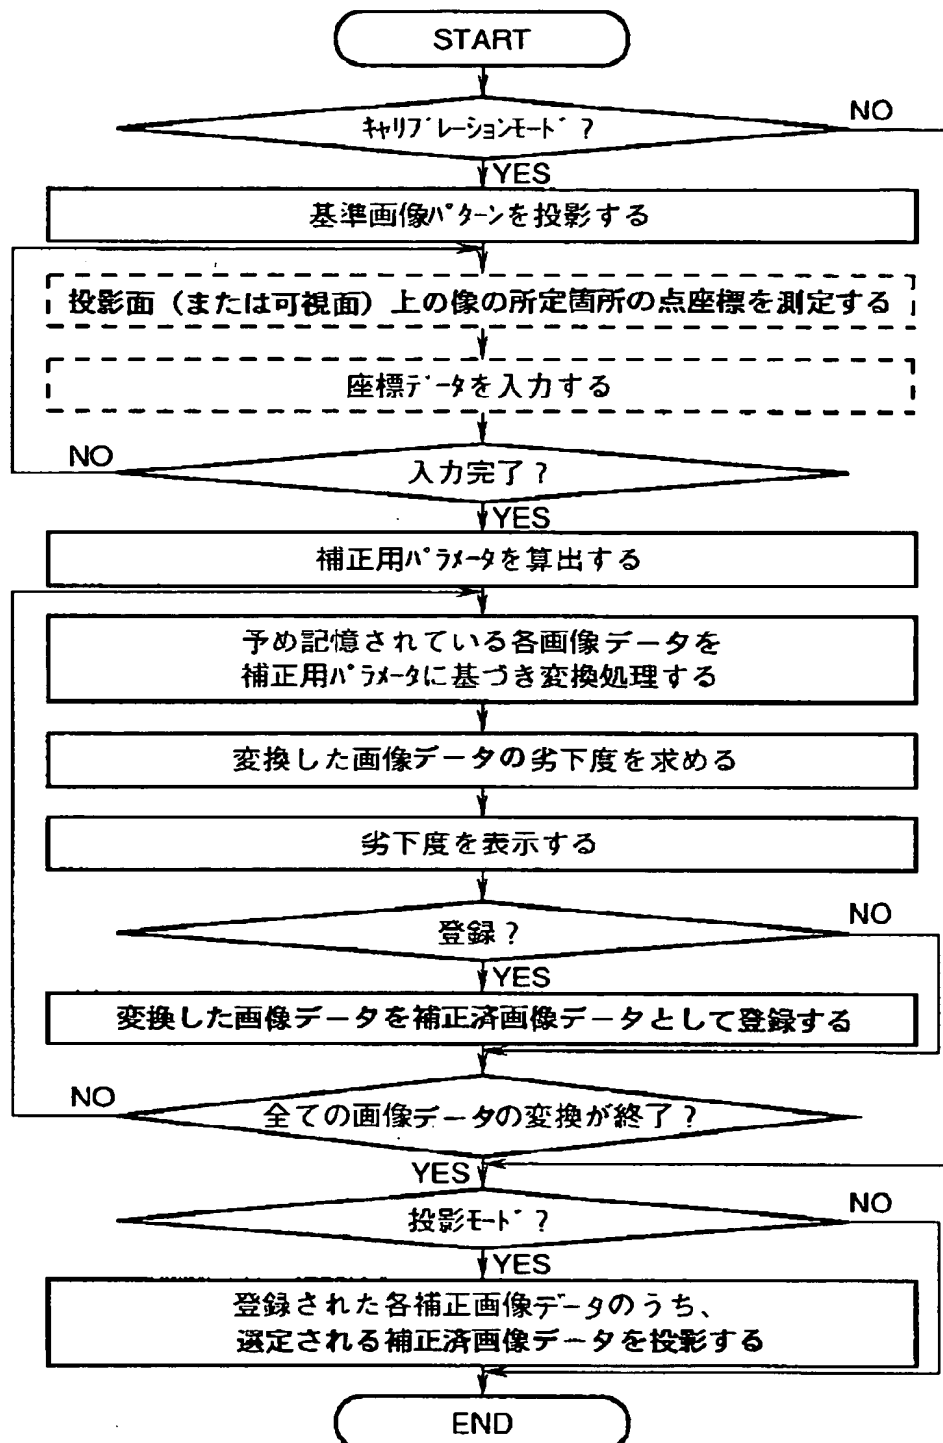 START
キャリブレーションモード？
NO
YES
基準画像パターンを投影する
投影面（または可視面）上の像の所定箇所の点座標を測定する
座標データを入力する
NO
入力完了？
YES
補正用パラメータを算出する
予め記憶されている各画像データを
補正用パラメータに基づき変換処理する
変換した画像データの劣下度を求める
劣下度を表示する
登録？
NO
YES
変換した画像データを補正済画像データとして登録する
NO
全ての画像データの変換が終了？
YES
投影モード？
NO
YES
登録された各補正画像データのうち、
選定される補正済画像データを投影する
END